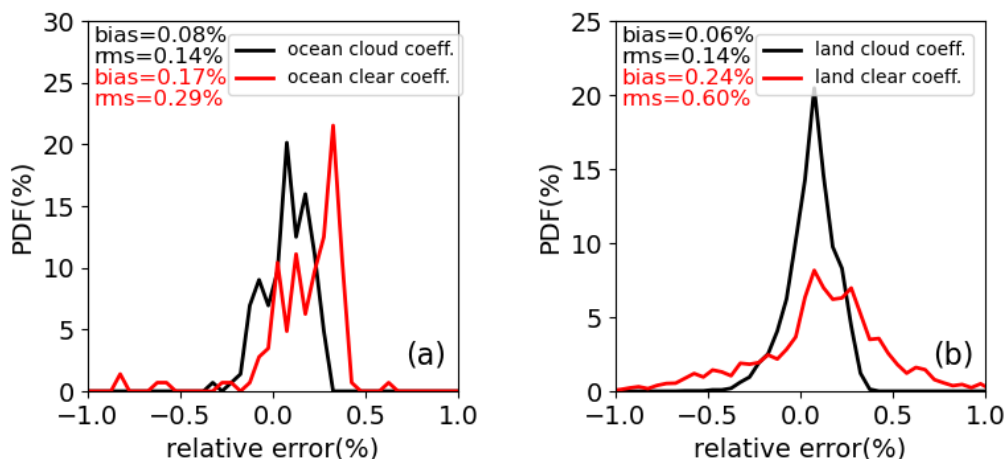 30
25
20
15
10
5
0
PDF(%)
bias=0.08%
rms=0.14%
bias=0.17%
rms=0.29%
ocean cloud coeff.
ocean clear coeff.
(a)
−1.0 −0.5 0.0 0.5 1.0
relative error(%)
25
20
15
10
5
0
PDF(%)
bias=0.06%
rms=0.14%
bias=0.24%
rms=0.60%
land cloud coeff.
land clear coeff.
(b)
−1.0 −0.5 0.0 0.5 1.0
relative error(%)